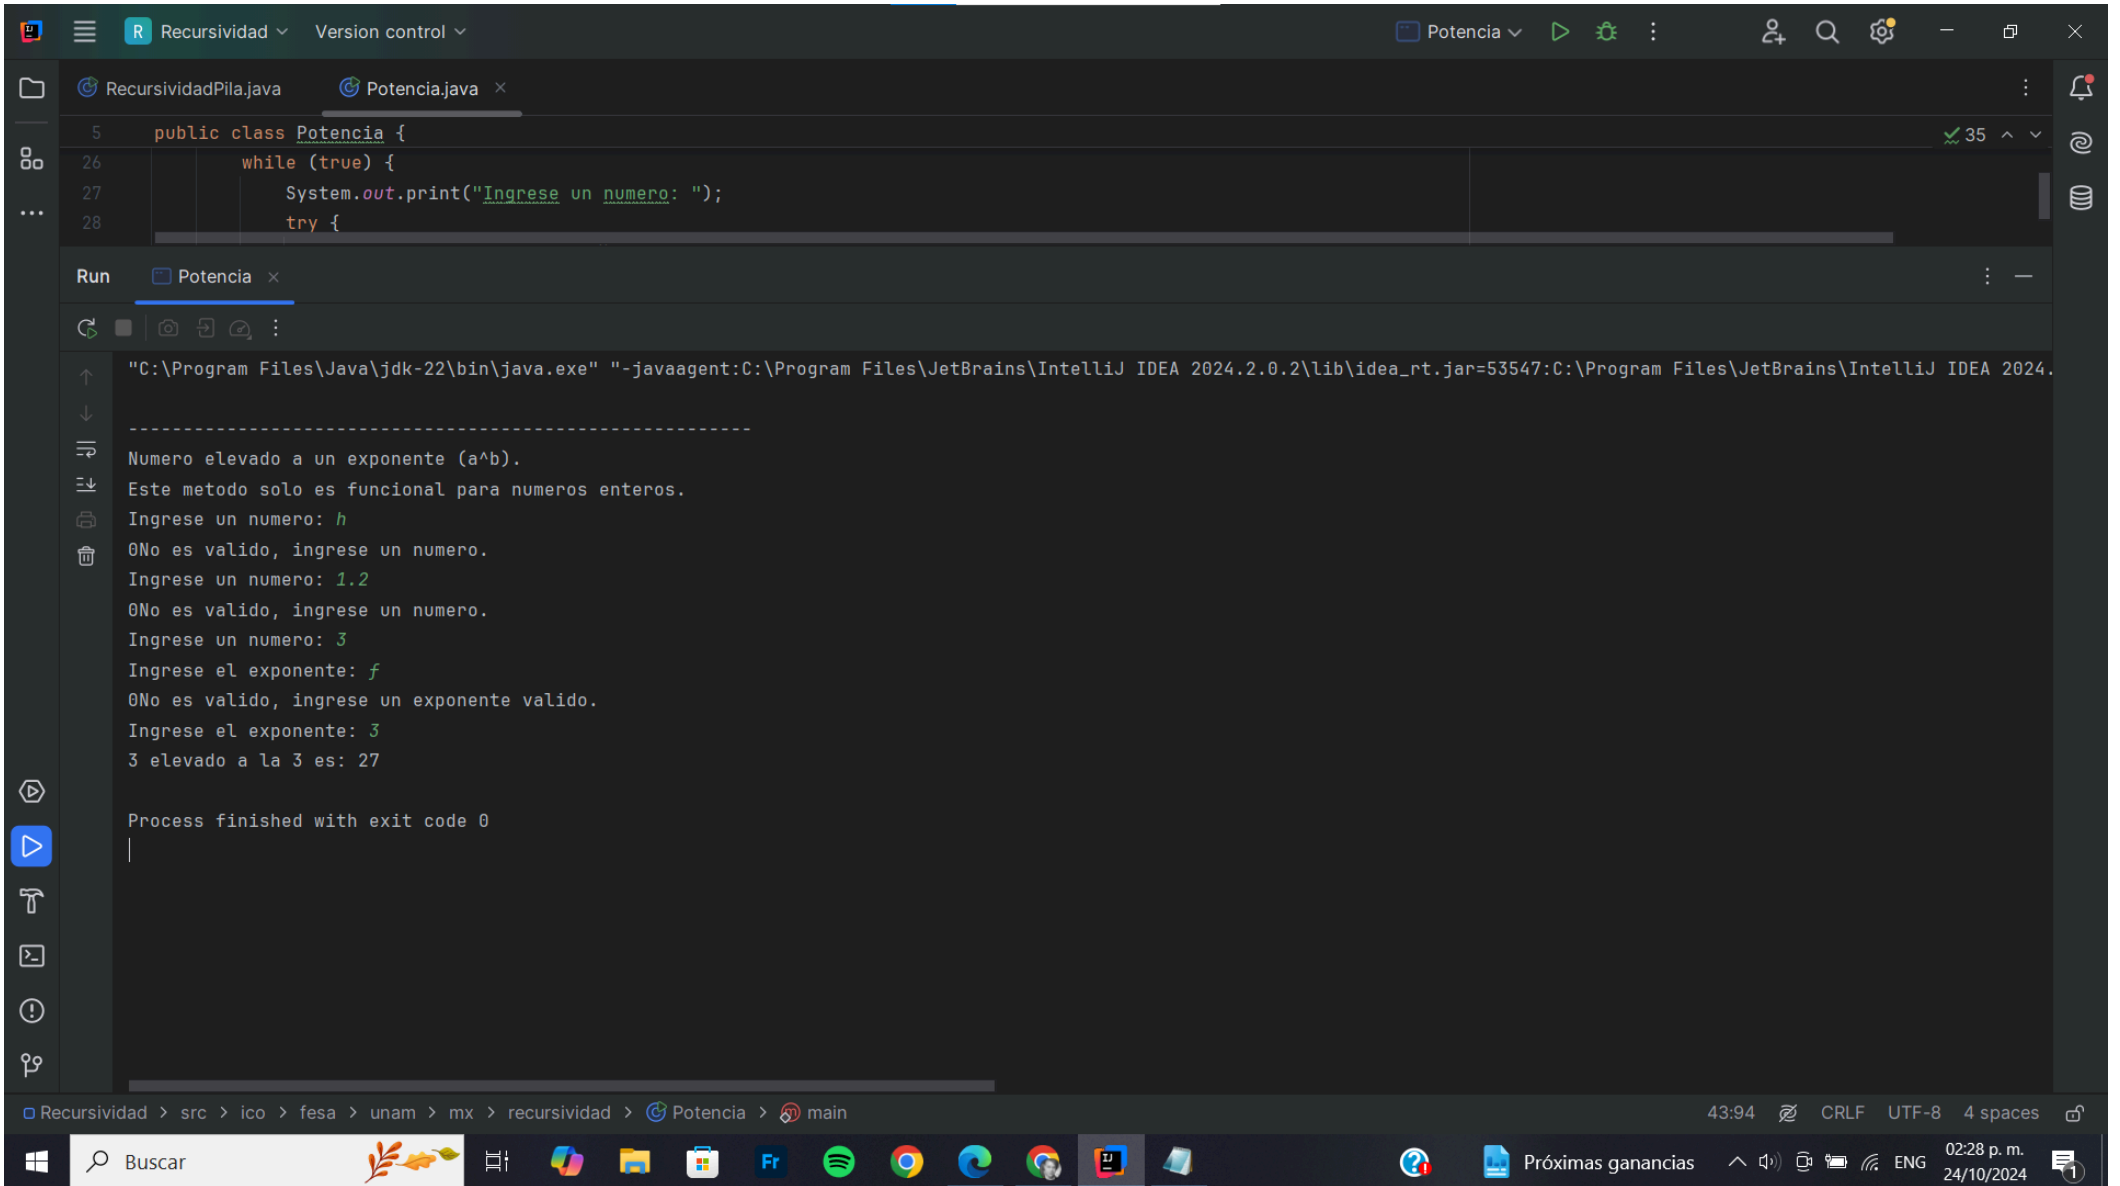 R Recursividad Version control Potencia
RecursividadPila.java Potencia.java
5 public class Potencia { 35
26 while (true) {
27 System.out.print("Ingrese un numero: ");
28 try {
Run Potencia
"C:\Program Files\Java\jdk-22\bin\java.exe" "-javaagent:C:\Program Files\JetBrains\IntelliJ IDEA 2024.2.0.2\lib\idea_rt.jar=53547:C:\Program Files\JetBrains\IntelliJ IDEA 2024.
---------------------------------------------------------
Numero elevado a un exponente (a^b).
Este metodo solo es funcional para numeros enteros.
Ingrese un numero: h
0No es valido, ingrese un numero.
Ingrese un numero: 1.2
0No es valido, ingrese un numero.
Ingrese un numero: 3
Ingrese el exponente: f
0No es valido, ingrese un exponente valido.
Ingrese el exponente: 3
3 elevado a la 3 es: 27
Process finished with exit code 0
Recursividad > src > ico > fesa > unam > mx > recursividad > Potencia > main 43:94 CRLF UTF-8 4 spaces
Buscar Fr Próximas ganancias ENG 02:28 p. m.
24/10/2024 1